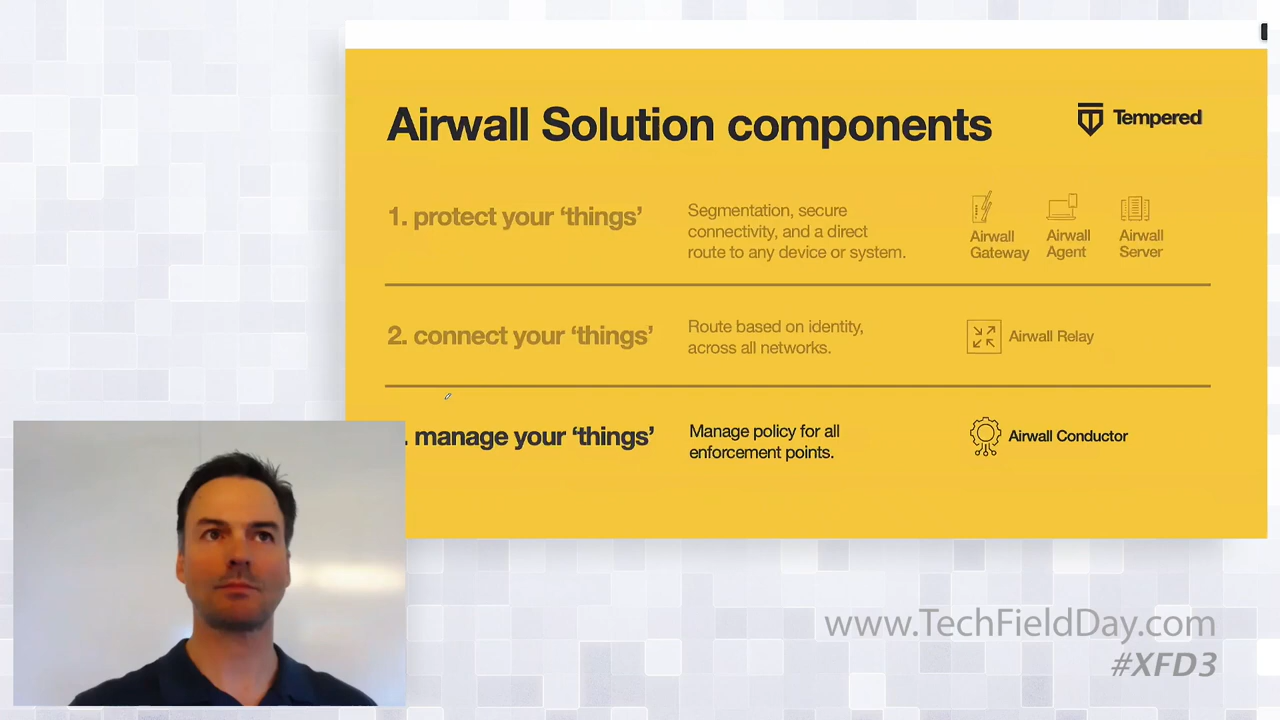 Airwall Solution components
Tempered
1. protect your ‘things’
Segmentation, secure
connectivity, and a direct
route to any device or system.
Airwall
Gateway
Airwall
Agent
Airwall
Server
2. connect your ‘things’
Route based on identity,
across all networks.
Airwall Relay
. manage your ‘things’
Manage policy for all
enforcement points.
Airwall Conductor
www.TechFieldDay.com
#XFD3